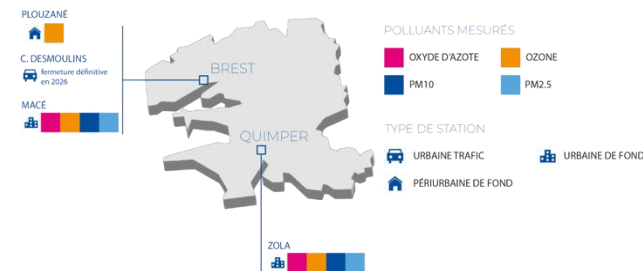 PLOUZANÉ
C. DESMOULINS
fermeture définitive
en 2026
MACÉ
BREST
QUIMPER
ZOLA
POLLUANTS MESURÉS
OXYDE D'AZOTE
OZONE
PM10
PM2.5
TYPE DE STATION
URBAINE TRAFIC
URBAINE DE FOND
PÉRIURBAINE DE FOND